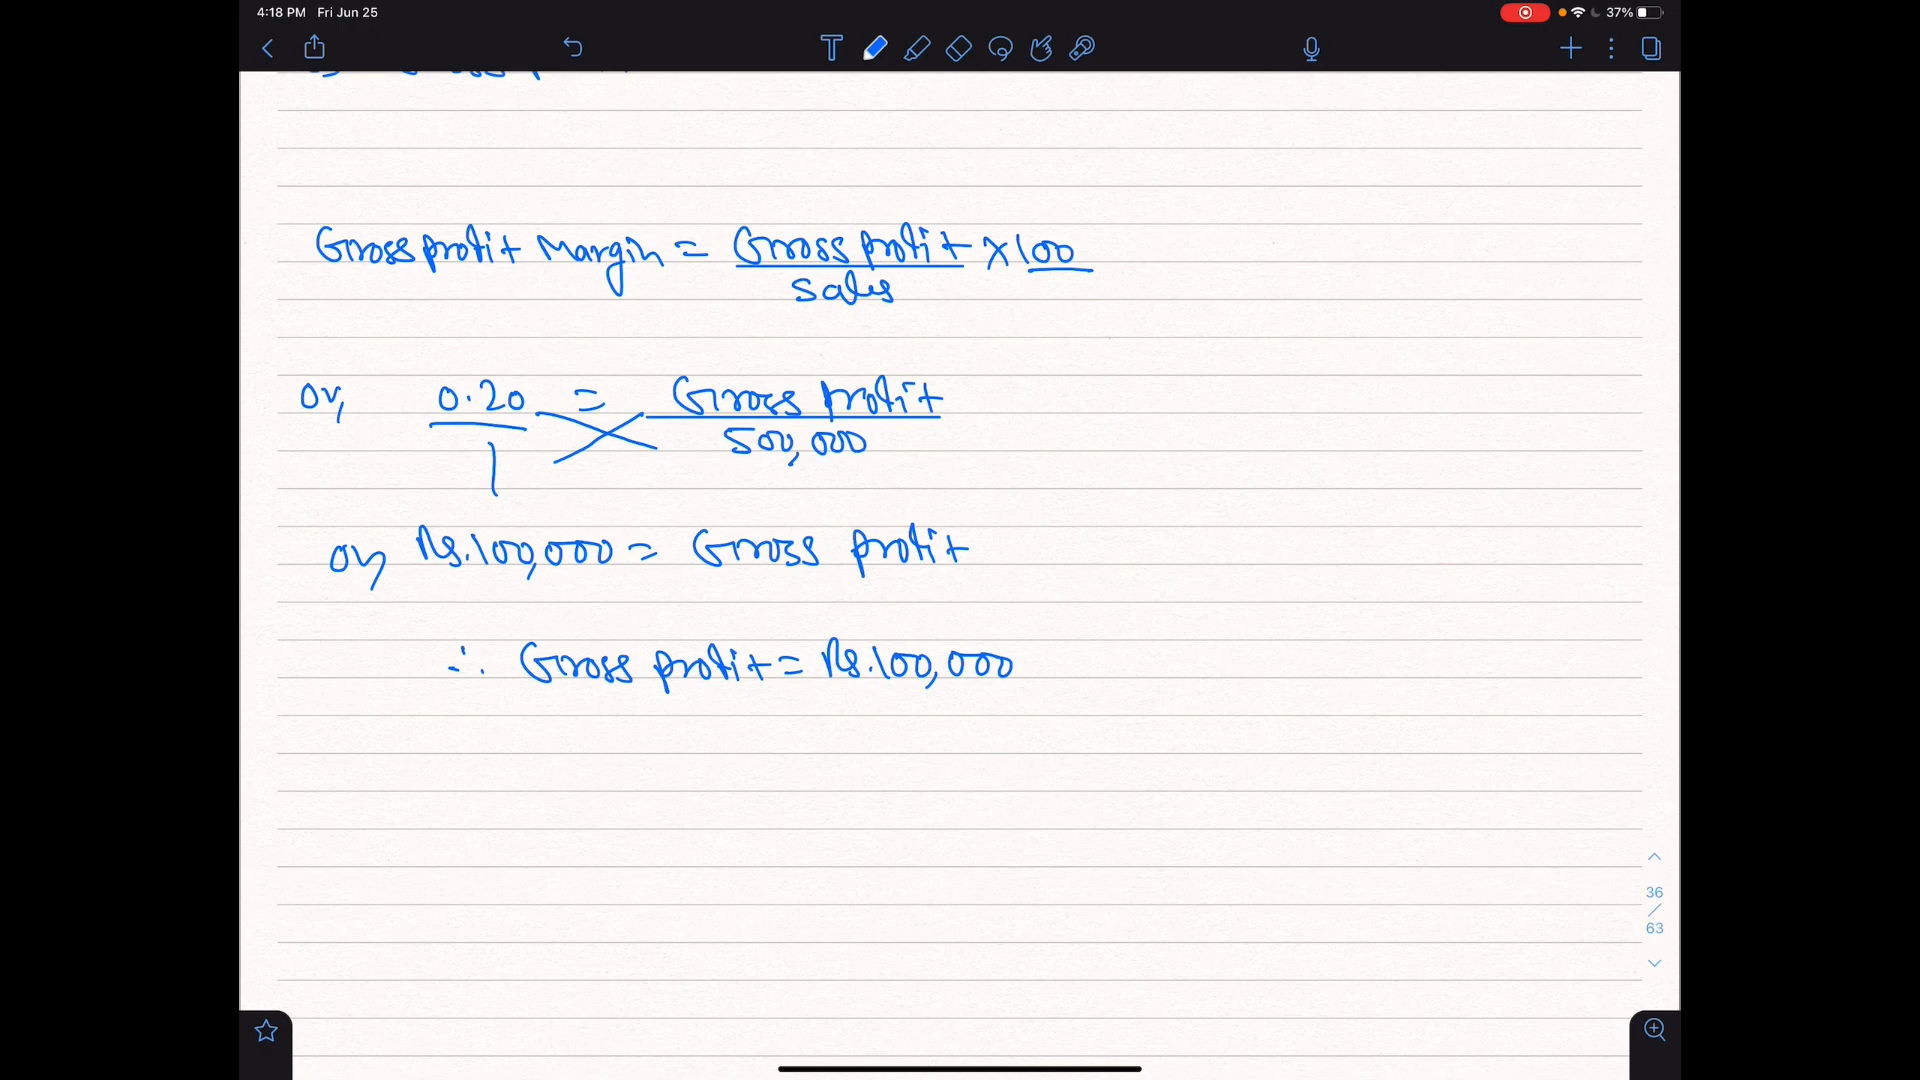 4:18 PM Fri Jun 25
37%
Gross profit Margin = Gross profit × 100
sales
or, 0.20 = Gross profit
1 500,000
or, Rs.100,000 = Gross profit
∴ Gross profit = Rs.100,000
36
/
63